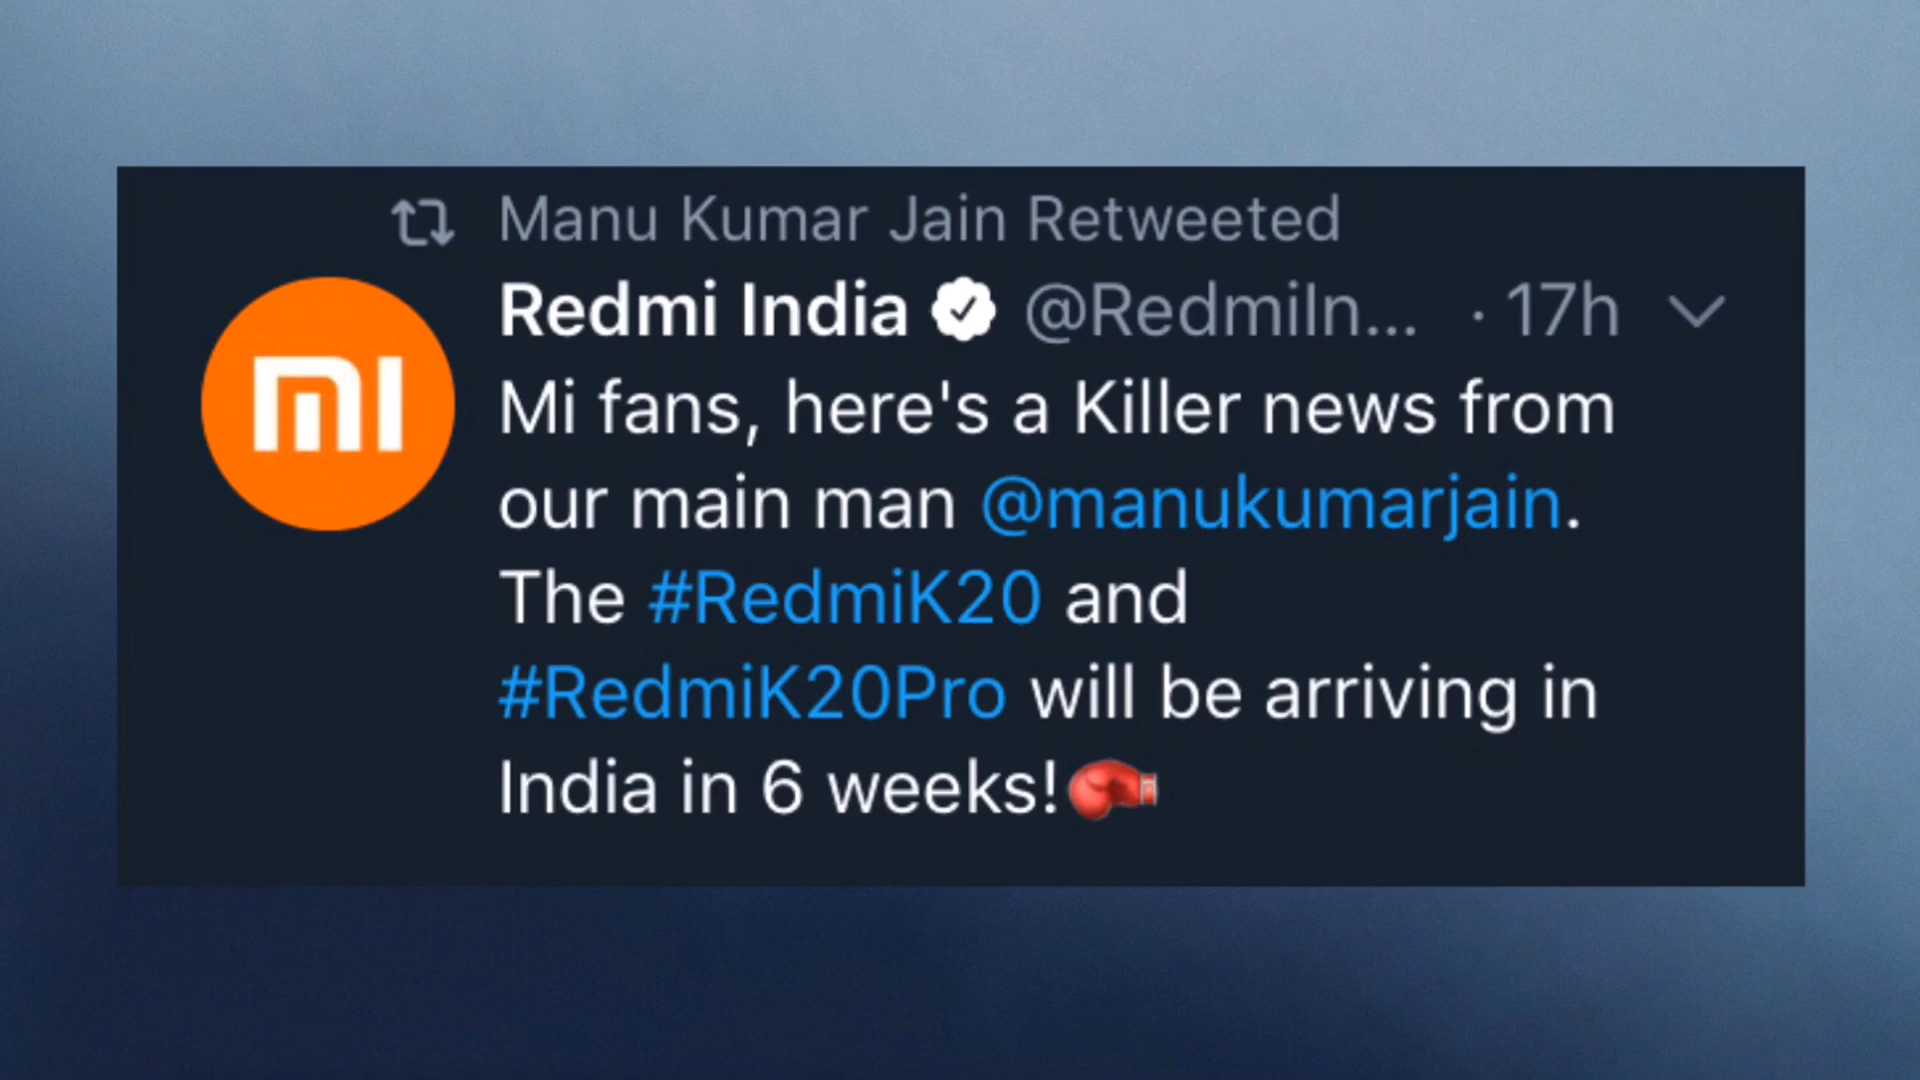 Manu Kumar Jain Retweeted
Redmi India @RedmiIn... · 17h
Mi fans, here's a Killer news from
our main man @manukumarjain.
The #RedmiK20 and
#RedmiK20Pro will be arriving in
India in 6 weeks!🥊